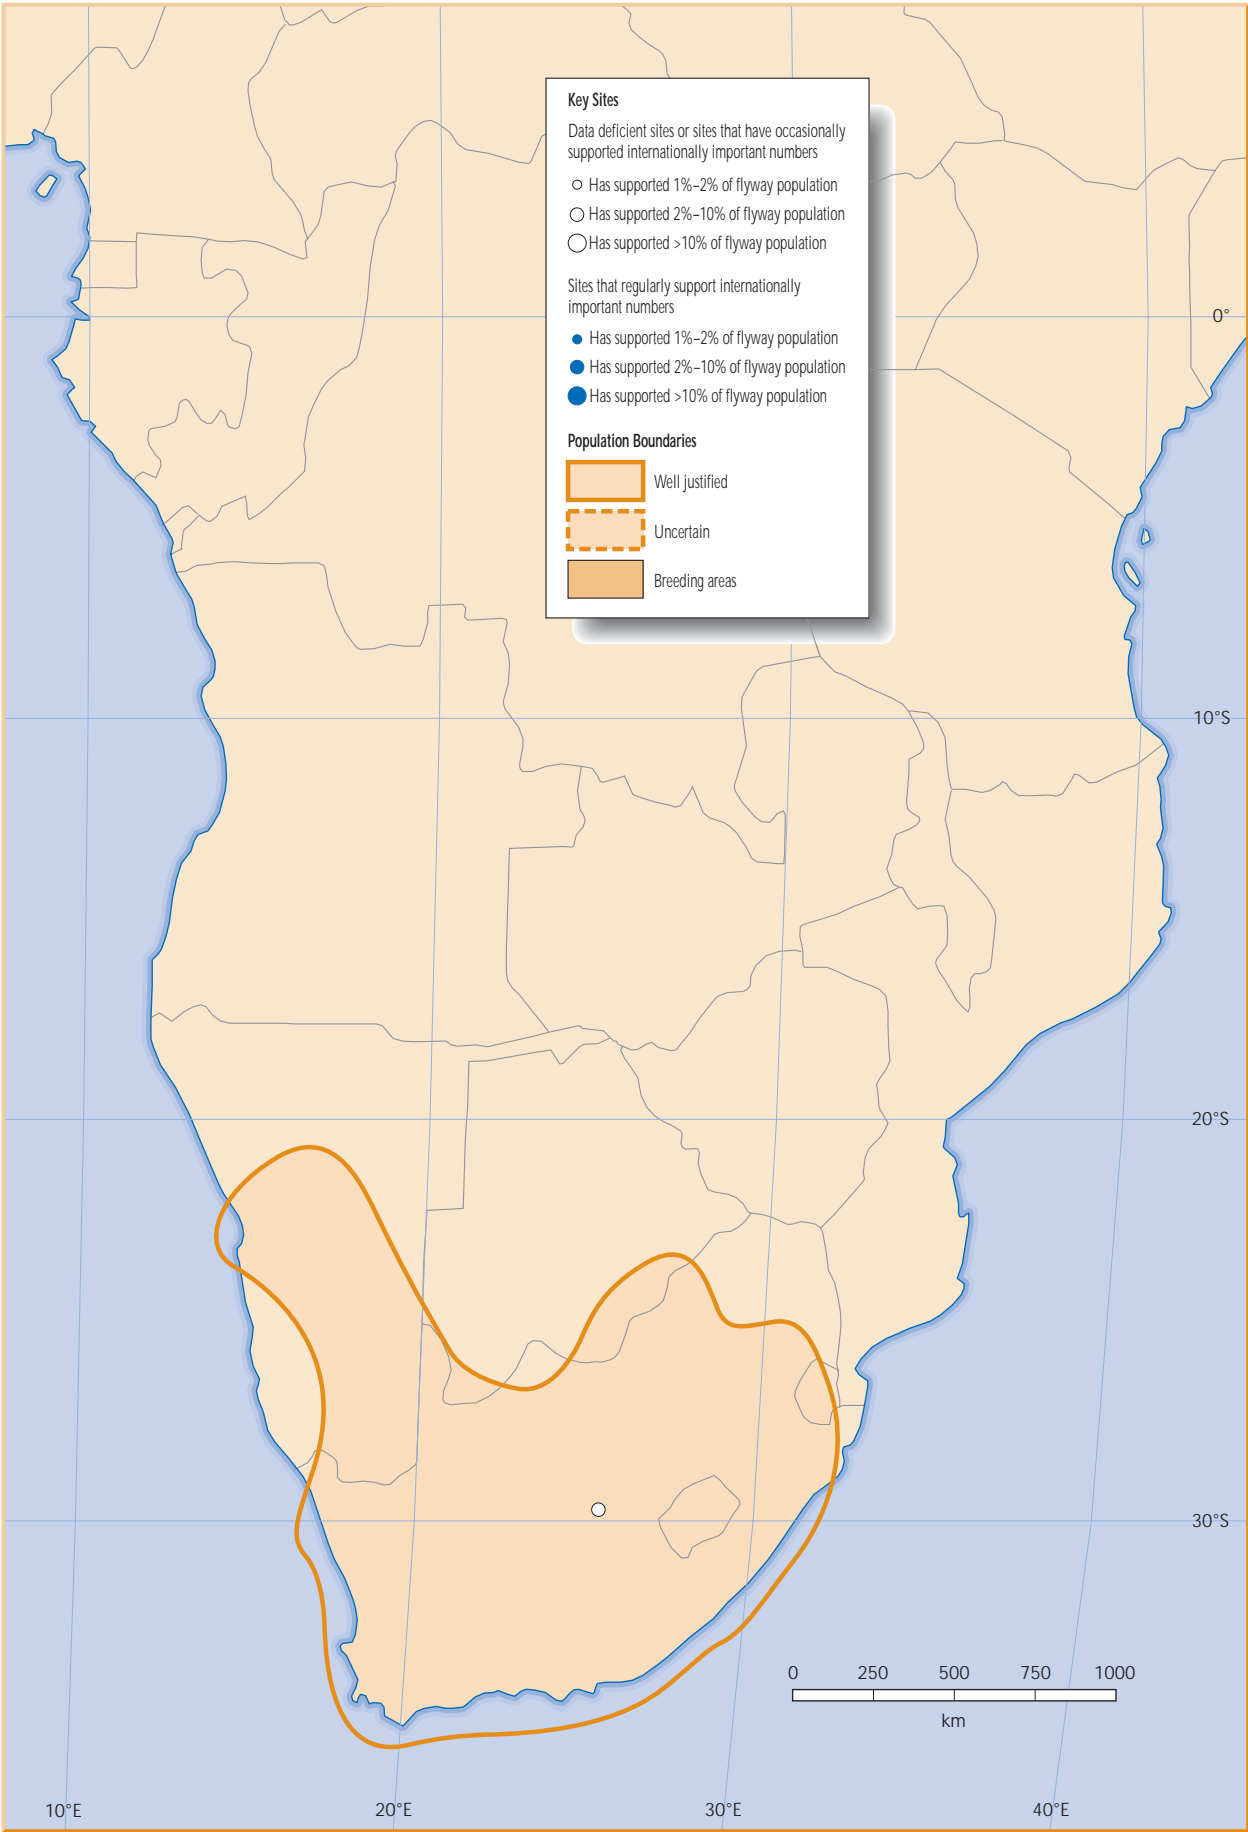 Key Sites
Data deficient sites or sites that have occasionally
supported internationally important numbers
Has supported 1%–2% of flyway population
Has supported 2%–10% of flyway population
Has supported >10% of flyway population
Sites that regularly support internationally
important numbers
Has supported 1%–2% of flyway population
Has supported 2%–10% of flyway population
Has supported >10% of flyway population
Population Boundaries
Well justified
Uncertain
Breeding areas
0°
10°S
20°S
30°S
0 250 500 750 1000
km
10°E 20°E 30°E 40°E